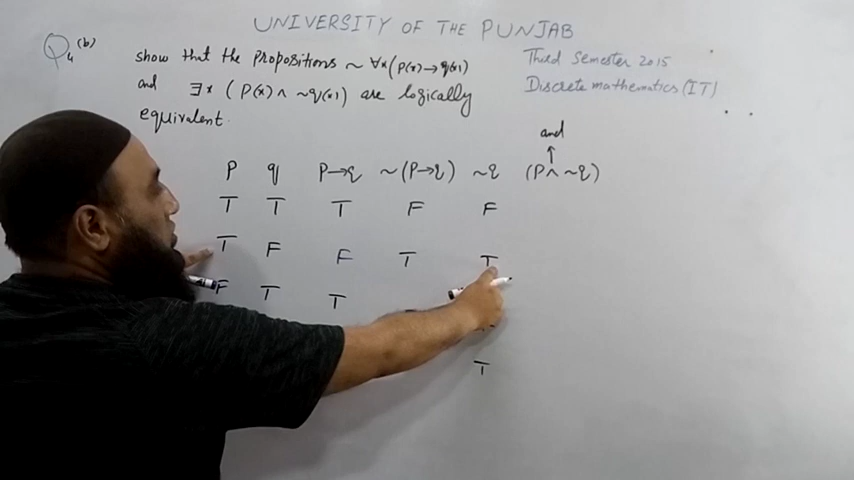 UNIVERSITY OF THE PUNJAB
Q4 (b)
show that the propositions ~ ∀x (P(x) → q(x))
and ∃x (P(x) ∧ ~q(x)) are logically
equivalent.
Third Semester 2015
Discrete mathematics (IT)
and
↑
P q P→q ~(P→q) ~q (P∧ ~q)
T T T F F
T F F T T
F T T
T